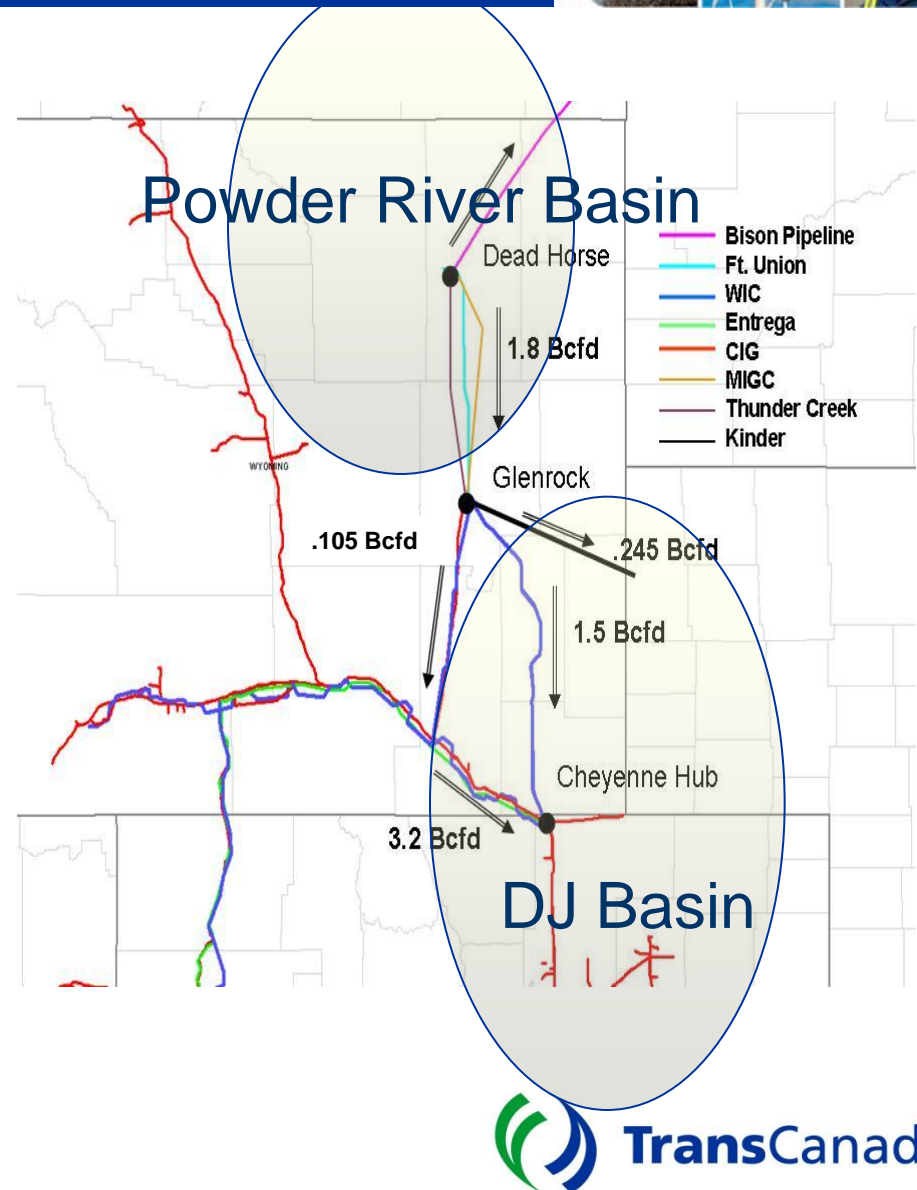 Powder River Basin
Dead Horse
Bison Pipeline
Ft. Union
WIC
Entrega
CIG
MIGC
Thunder Creek
Kinder
1.8 Bcfd
WYOMING
Glenrock
.105 Bcfd
.245 Bcfd
1.5 Bcfd
Cheyenne Hub
3.2 Bcfd
DJ Basin
TransCanad